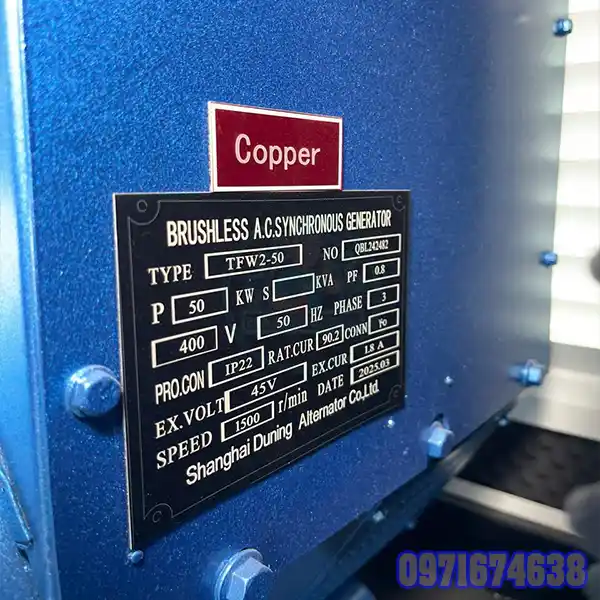 Copper
BRUSHLESS A.C.SYNCHRONOUS GENERATOR
TYPE TFW2-50 NO QBL242482
P 50 KW S KVA PF 0.8
400 V 50 HZ PHASE 3
PRO.CON IP22 RAT.CUR 90.2 CONN Yo
EX.VOLT 45V EX.CUR 1.8 A
SPEED 1500 r/min DATE 2025.03
Shanghai Duning Alternator Co,Ltd.
0971674638